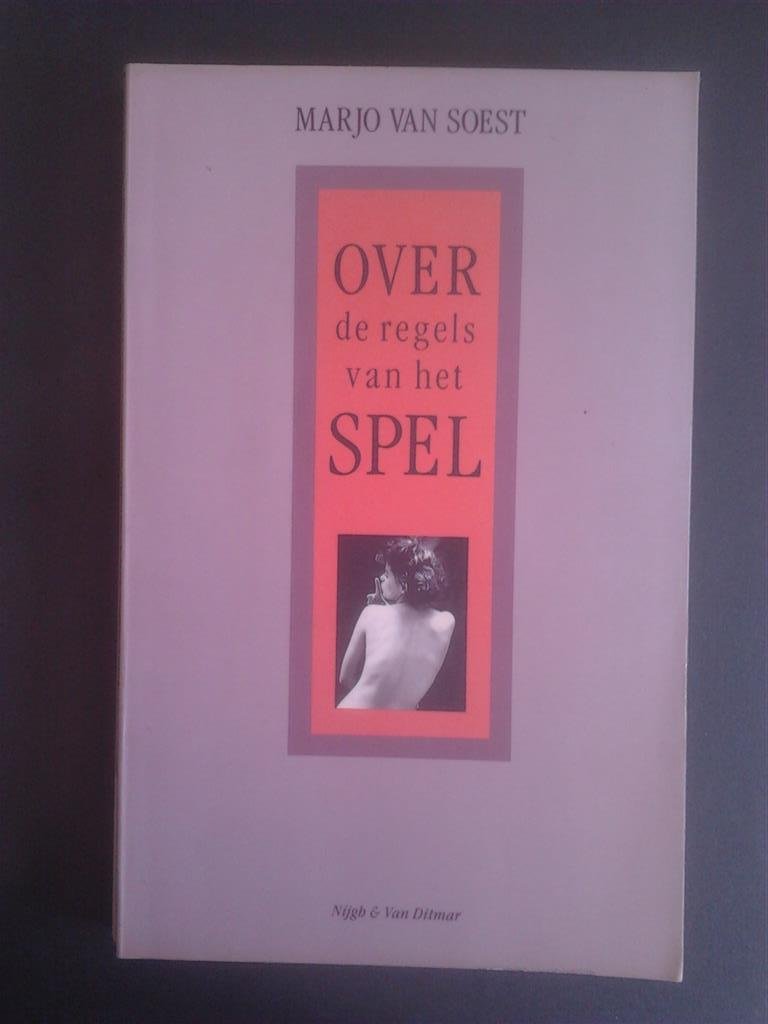 MARJO VAN SOEST
OVER
de regels
van het
SPEL
Nijgh & Van Ditmar